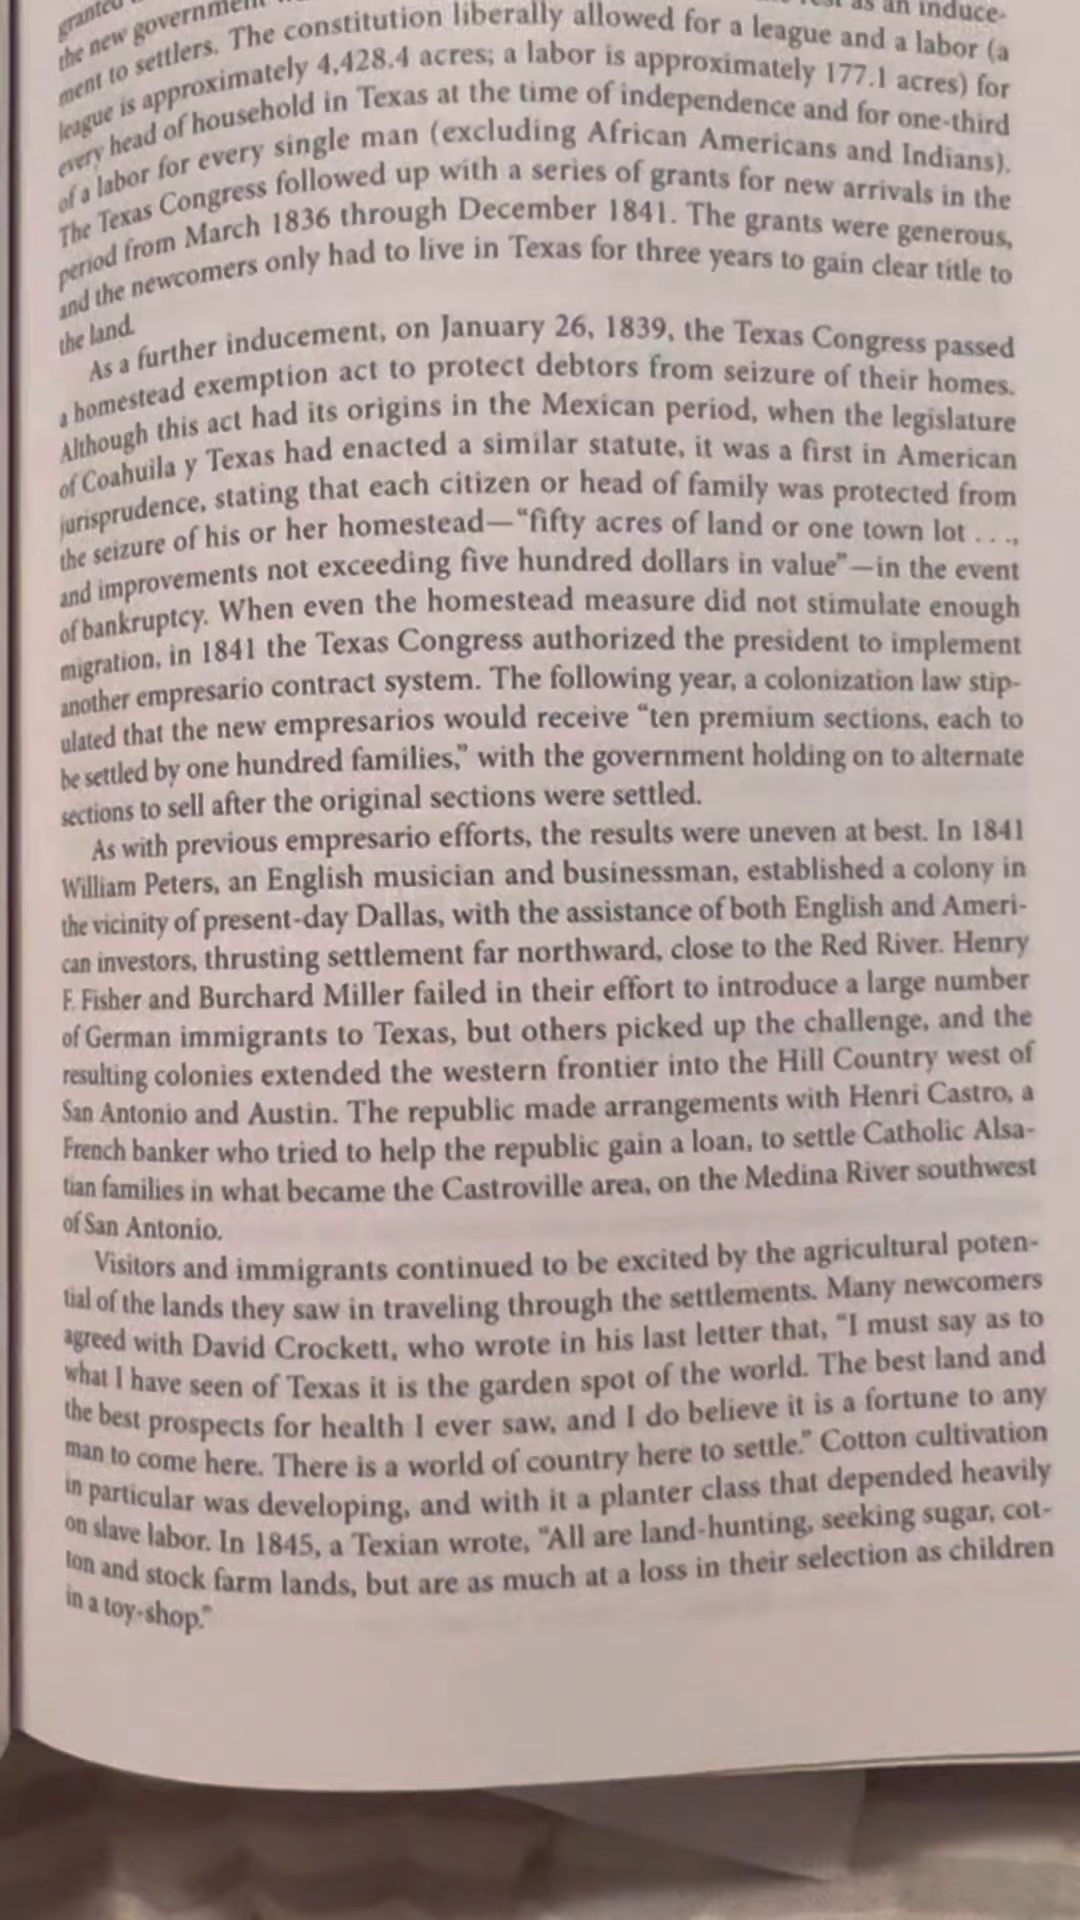 granted
the new government as an induce-
ment to settlers. The constitution liberally allowed for a league and a labor (a
league is approximately 4,428.4 acres; a labor is approximately 177.1 acres) for
every head of household in Texas at the time of independence and for one-third
of a labor for every single man (excluding African Americans and Indians).
The Texas Congress followed up with a series of grants for new arrivals in the
period from March 1836 through December 1841. The grants were generous,
and the newcomers only had to live in Texas for three years to gain clear title to
the land.
As a further inducement, on January 26, 1839, the Texas Congress passed
a homestead exemption act to protect debtors from seizure of their homes.
Although this act had its origins in the Mexican period, when the legislature
of Coahuila y Texas had enacted a similar statute, it was a first in American
jurisprudence, stating that each citizen or head of family was protected from
the seizure of his or her homestead—“fifty acres of land or one town lot . . .,
and improvements not exceeding five hundred dollars in value”—in the event
of bankruptcy. When even the homestead measure did not stimulate enough
migration, in 1841 the Texas Congress authorized the president to implement
another empresario contract system. The following year, a colonization law stip-
ulated that the new empresarios would receive “ten premium sections, each to
be settled by one hundred families,” with the government holding on to alternate
sections to sell after the original sections were settled.
As with previous empresario efforts, the results were uneven at best. In 1841
William Peters, an English musician and businessman, established a colony in
the vicinity of present-day Dallas, with the assistance of both English and Ameri-
can investors, thrusting settlement far northward, close to the Red River. Henry
F. Fisher and Burchard Miller failed in their effort to introduce a large number
of German immigrants to Texas, but others picked up the challenge, and the
resulting colonies extended the western frontier into the Hill Country west of
San Antonio and Austin. The republic made arrangements with Henri Castro, a
French banker who tried to help the republic gain a loan, to settle Catholic Alsa-
tian families in what became the Castroville area, on the Medina River southwest
of San Antonio.
Visitors and immigrants continued to be excited by the agricultural poten-
tial of the lands they saw in traveling through the settlements. Many newcomers
agreed with David Crockett, who wrote in his last letter that, “I must say as to
what I have seen of Texas it is the garden spot of the world. The best land and
the best prospects for health I ever saw, and I do believe it is a fortune to any
man to come here. There is a world of country here to settle.” Cotton cultivation
in particular was developing, and with it a planter class that depended heavily
on slave labor. In 1845, a Texian wrote, “All are land-hunting, seeking sugar, cot-
ton and stock farm lands, but are as much at a loss in their selection as children
in a toy-shop.”